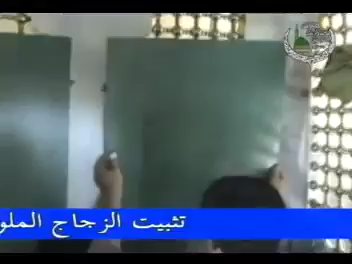 تثبيت الزجاج الملو